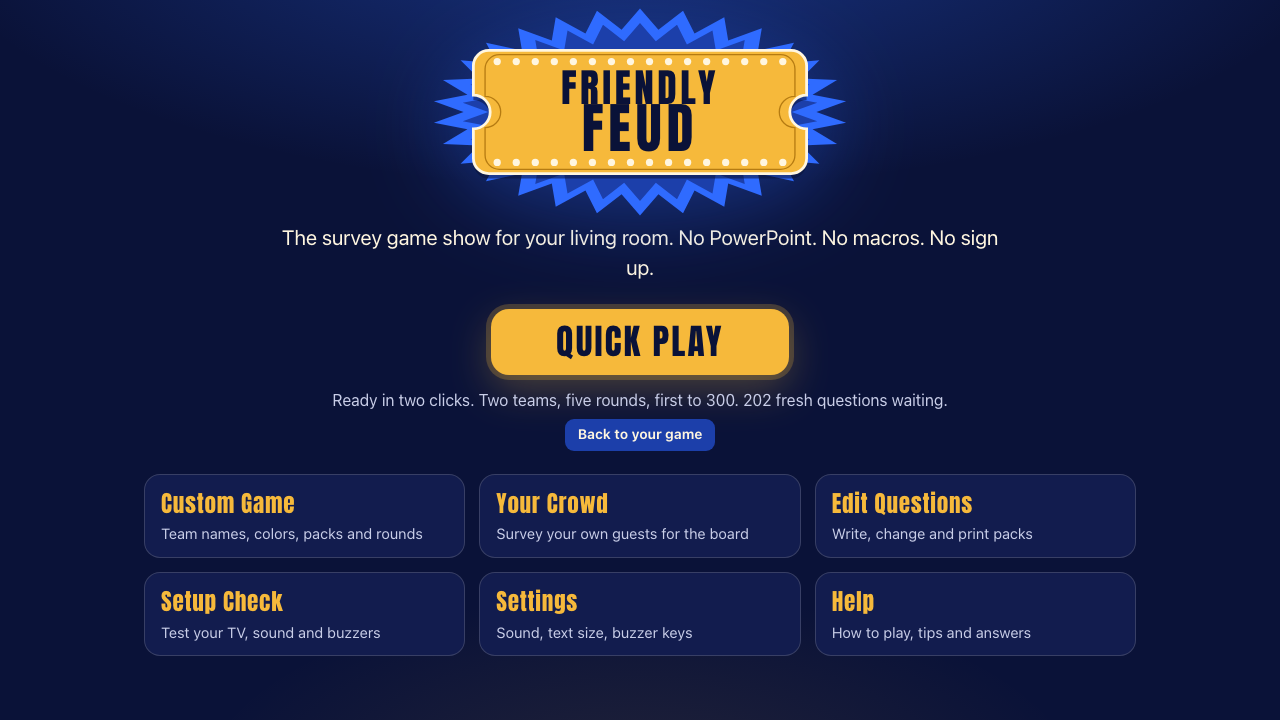 FRIENDLY
FEUD
The survey game show for your living room. No PowerPoint. No macros. No sign
up.
QUICK PLAY
Ready in two clicks. Two teams, five rounds, first to 300. 202 fresh questions waiting.
Back to your game
Custom Game
Team names, colors, packs and rounds
Your Crowd
Survey your own guests for the board
Edit Questions
Write, change and print packs
Setup Check
Test your TV, sound and buzzers
Settings
Sound, text size, buzzer keys
Help
How to play, tips and answers